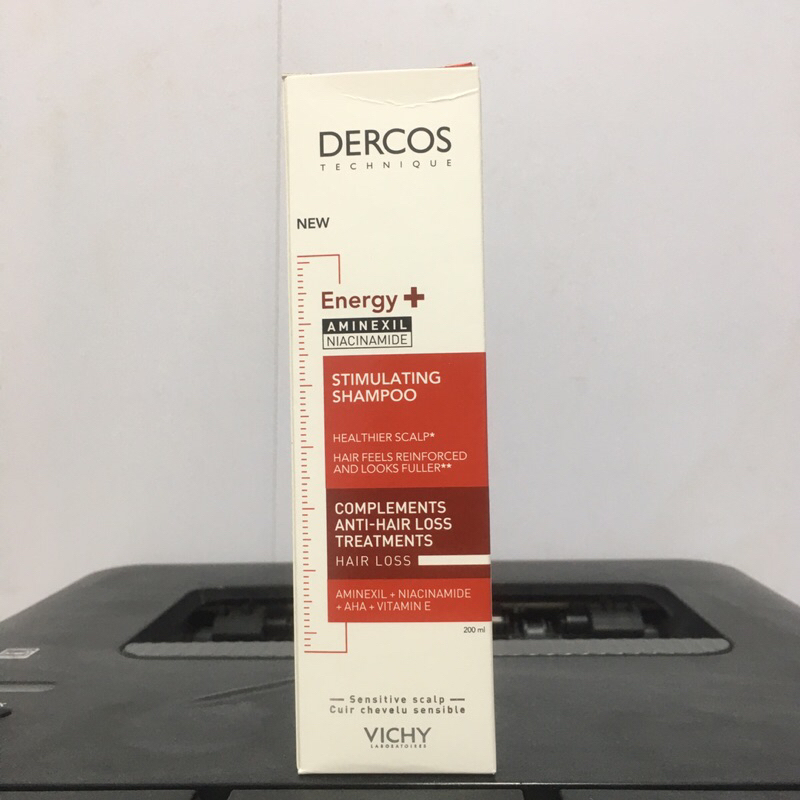 DERCOS
TECHNIQUE
NEW
Energy +
AMINEXIL
NIACINAMIDE
STIMULATING
SHAMPOO
HEALTHIER SCALP*
HAIR FEELS REINFORCED
AND LOOKS FULLER**
COMPLEMENTS
ANTI-HAIR LOSS
TREATMENTS
HAIR LOSS
AMINEXIL + NIACINAMIDE
+ AHA + VITAMIN E
200 ml
Sensitive scalp
Cuir chevelu sensible
VICHY
LABORATOIRES